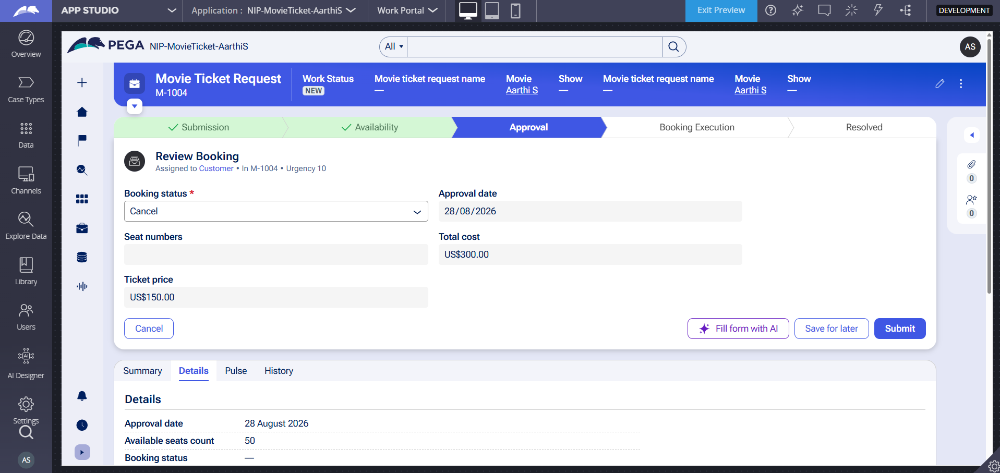 APP STUDIO
Application : NIP-MovieTicket-AarthiS
Work Portal
Exit Preview
DEVELOPMENT
Overview
Case Types
Data
Channels
Explore Data
Library
Users
AI
AI Designer
Settings
AS
PEGA NIP-MovieTicket-AarthiS
All
AS
Movie Ticket Request
M-1004
Work Status
NEW
Movie ticket request name
—
Movie
Aarthi S
Show
—
Movie ticket request name
—
Movie
Aarthi S
Show
—
Submission
Availability
Approval
Booking Execution
Resolved
Review Booking
Assigned to Customer • In M-1004 • Urgency 10
Booking status *
Cancel
Approval date
28/08/2026
Seat numbers
Total cost
US$300.00
Ticket price
US$150.00
Cancel
Fill form with AI
Save for later
Submit
0
0
Summary
Details
Pulse
History
Details
Approval date 28 August 2026
Available seats count 50
Booking status —